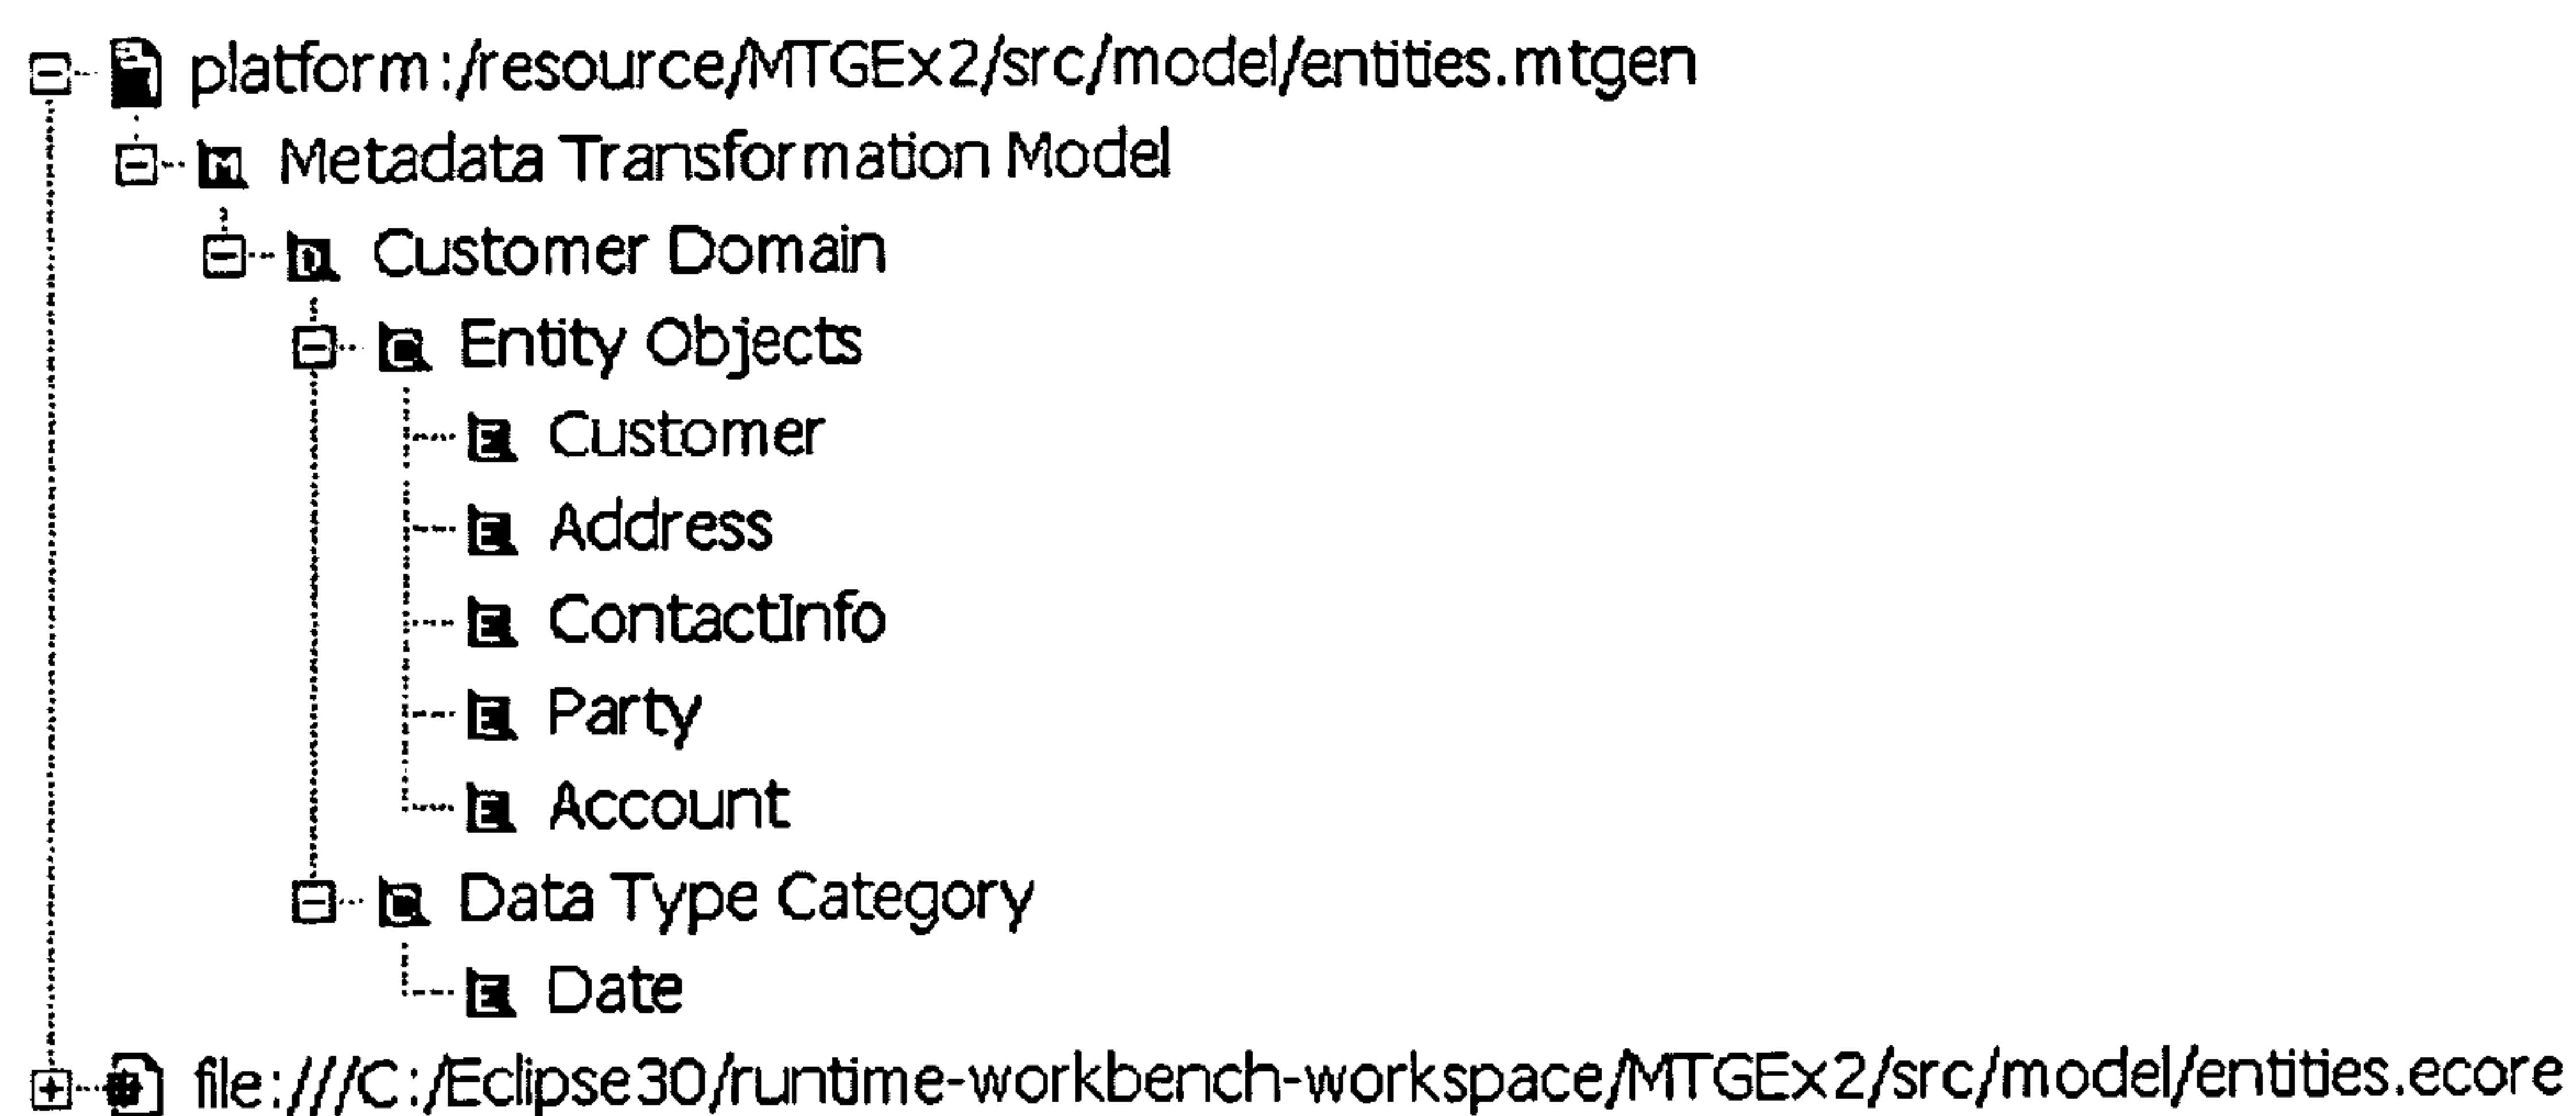 platform:/resource/MTGEx2/src/model/entities.mtgen
M Metadata Transformation Model
D Customer Domain
C Entity Objects
E Customer
E Address
E ContactInfo
E Party
E Account
C Data Type Category
E Date
file:///C:/Eclipse30/runtime-workbench-workspace/MTGEx2/src/model/entities.ecore